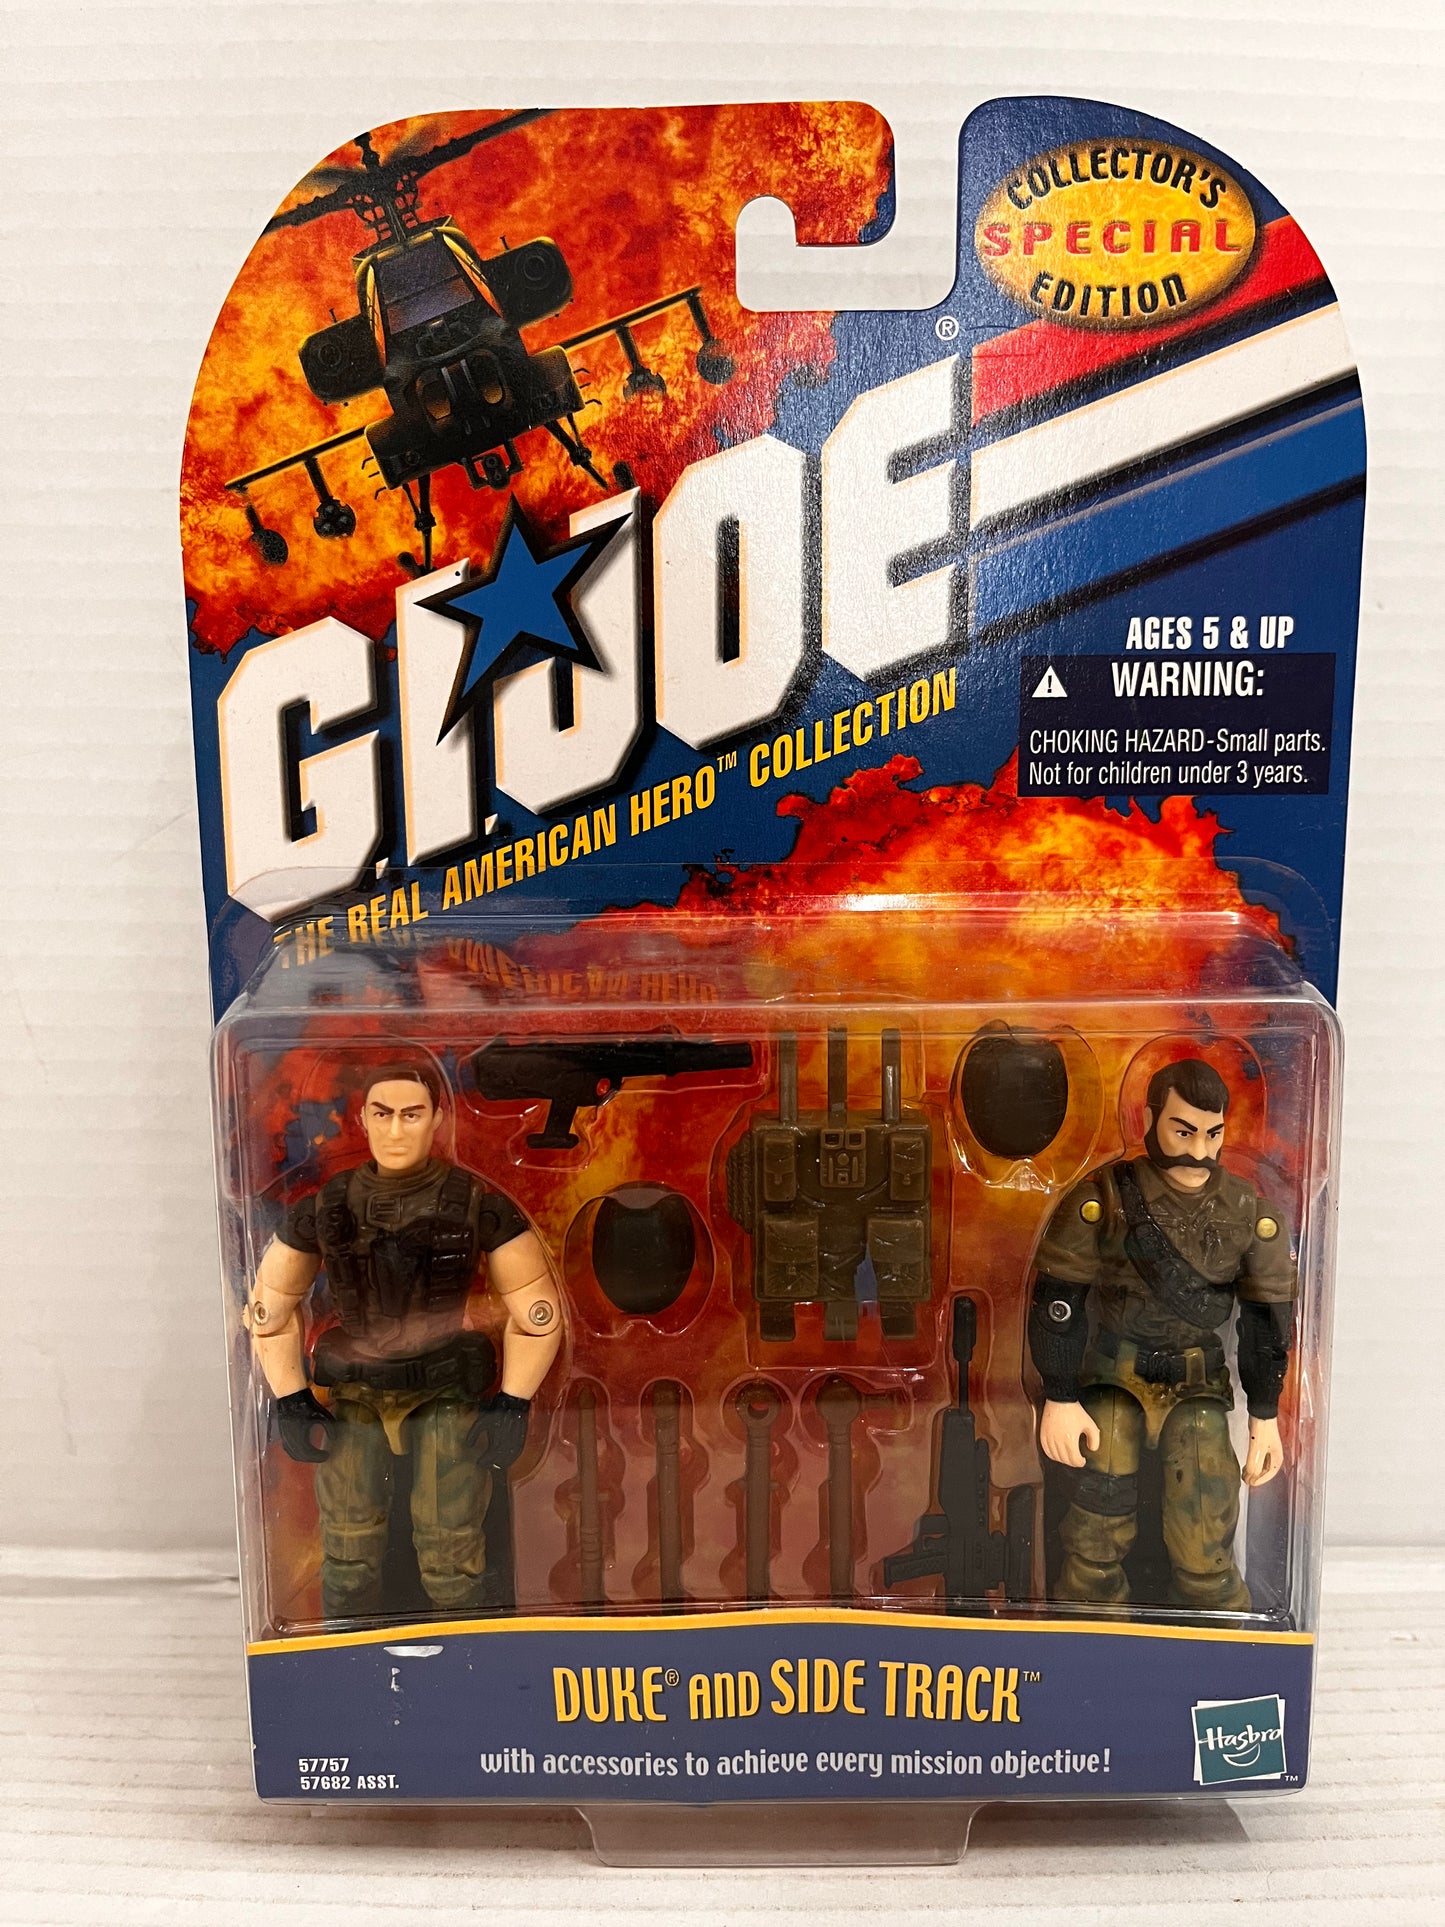 COLLECTOR'S
SPECIAL
EDITION
®
G.I.JOE
THE REAL AMERICAN HERO™ COLLECTION
AGES 5 & UP
WARNING:
CHOKING HAZARD-Small parts.
Not for children under 3 years.
DUKE® AND SIDE TRACK™
with accessories to achieve every mission objective!
57757
57682 ASST.
Hasbro
™